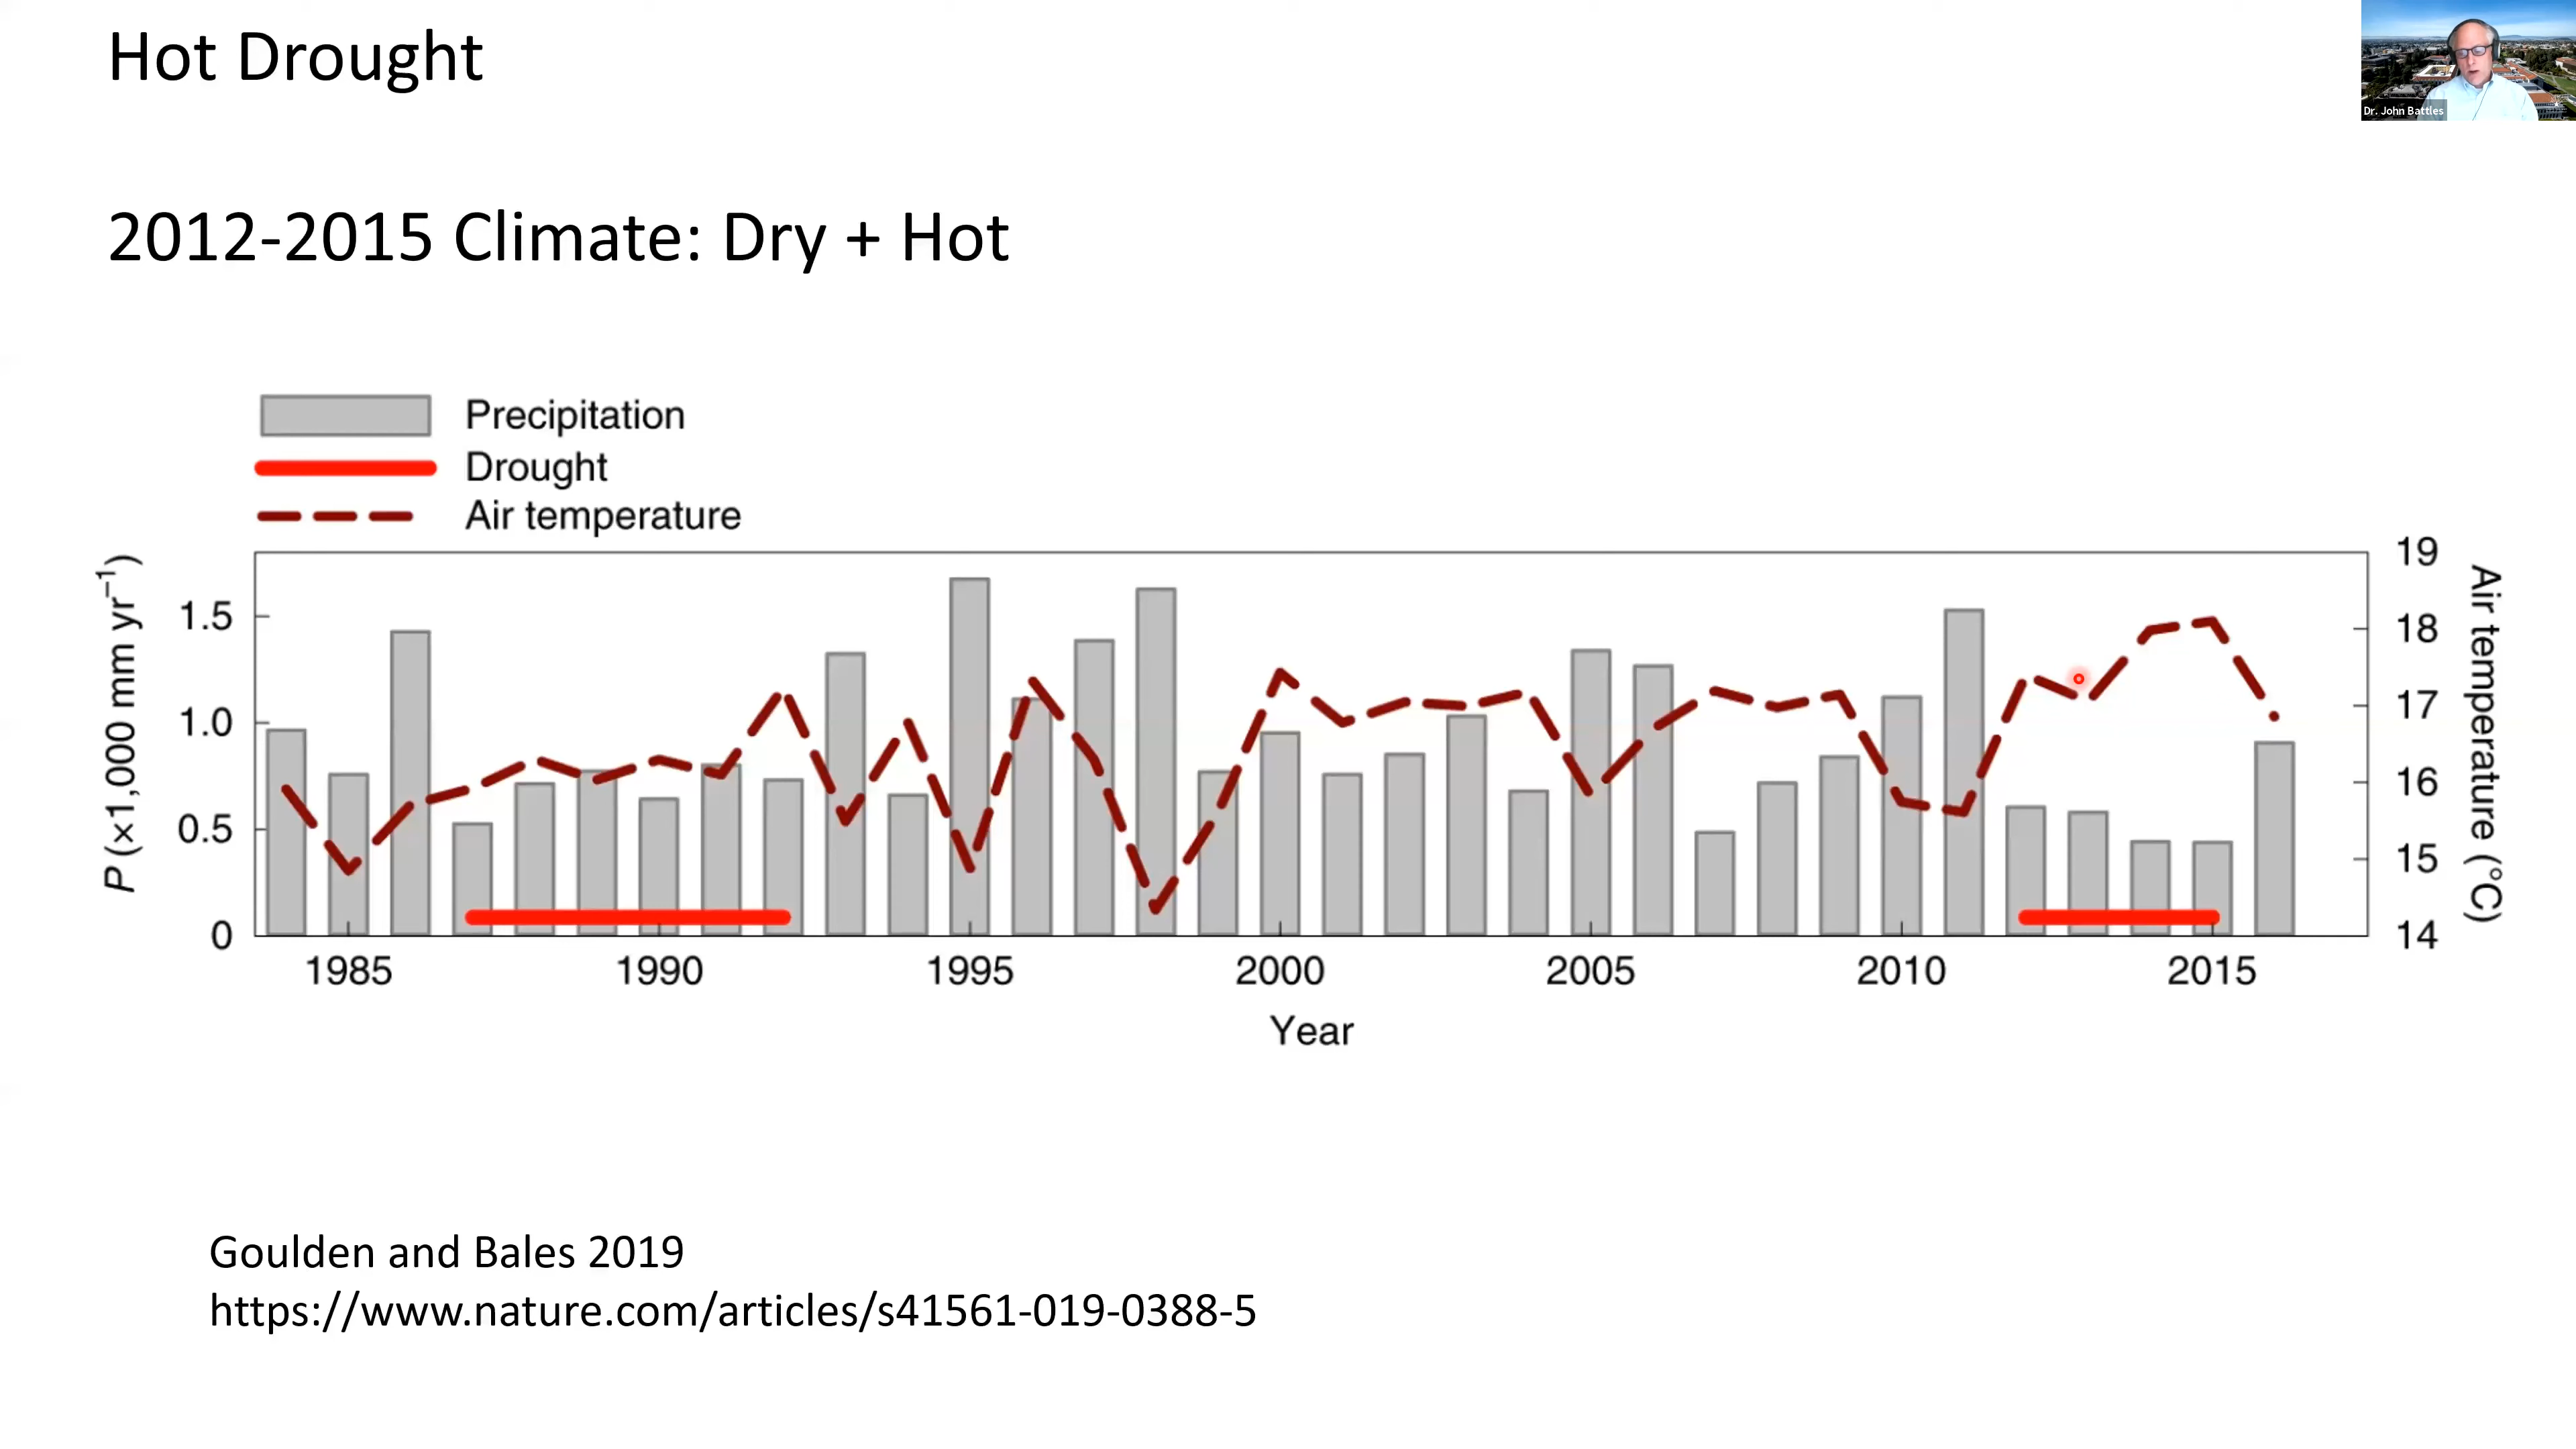 Hot Drought
Dr. John Battles
2012-2015 Climate: Dry + Hot
Precipitation
Drought
Air temperature
P (×1,000 mm yr⁻¹)
1.5
1.0
0.5
0
19
18
17
16
15
14
Air temperature (°C)
1985 1990 1995 2000 2005 2010 2015
Year
Goulden and Bales 2019
https://www.nature.com/articles/s41561-019-0388-5